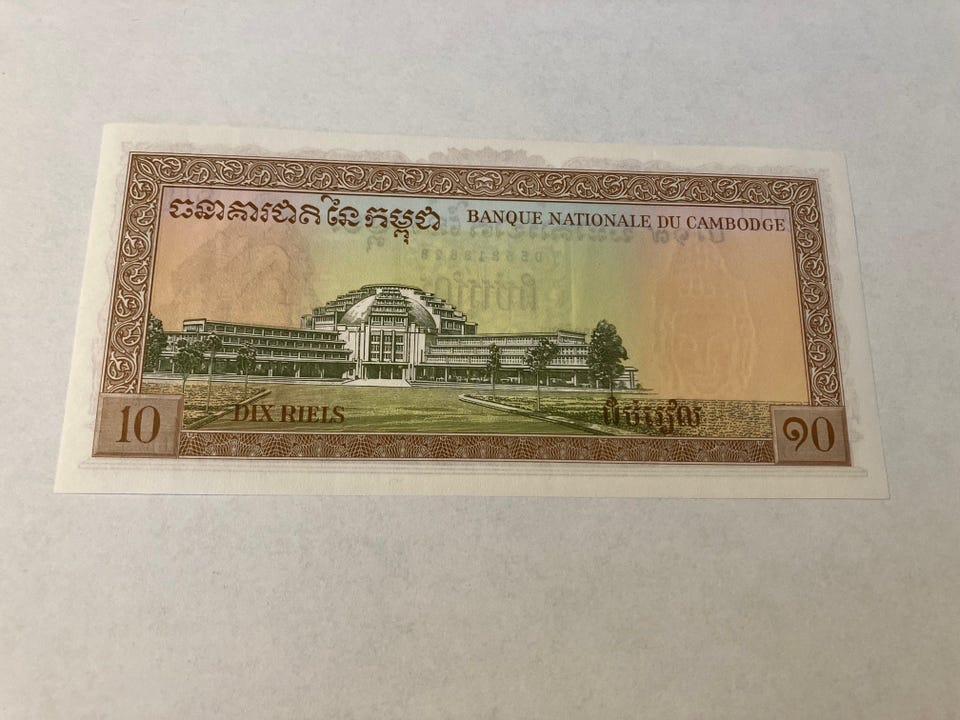 ធនាគារជាតិនៃកម្ពុជា BANQUE NATIONALE DU CAMBODGE
10 DIX RIELS ដប់រៀល ១០